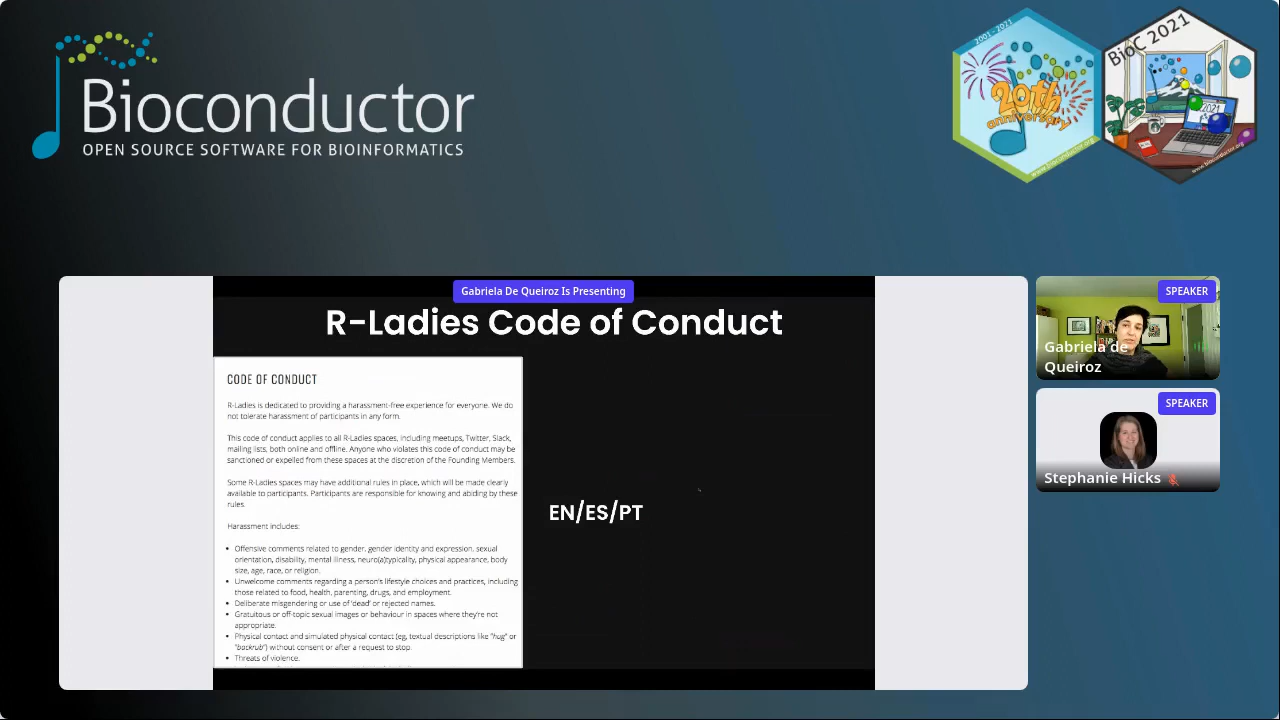 Bioconductor
OPEN SOURCE SOFTWARE FOR BIOINFORMATICS
2001 - 2021
20th
anniversary
www.bioconductor.org
BioC 2021
2021
www.bioconductor.org
Gabriela De Queiroz Is Presenting
R-Ladies Code of Conduct
CODE OF CONDUCT
R-Ladies is dedicated to providing a harassment-free experience for everyone. We do
not tolerate harassment of participants in any form.
This code of conduct applies to all R-Ladies spaces, including meetups, Twitter, Slack,
mailing lists, both online and offline. Anyone who violates this code of conduct may be
sanctioned or expelled from these spaces at the discretion of the Founding Members.
Some R-Ladies spaces may have additional rules in place, which will be made clearly
available to participants. Participants are responsible for knowing and abiding by these
rules.
Harassment includes:
• Offensive comments related to gender, gender identity and expression, sexual
orientation, disability, mental illness, neuro(a)typicality, physical appearance, body
size, age, race, or religion.
• Unwelcome comments regarding a person's lifestyle choices and practices, including
those related to food, health, parenting, drugs, and employment.
• Deliberate misgendering or use of 'dead' or rejected names.
• Gratuitous or off-topic sexual images or behaviour in spaces where they're not
appropriate.
• Physical contact and simulated physical contact (eg, textual descriptions like "hug" or
"backrub") without consent or after a request to stop.
• Threats of violence.
EN/ES/PT
SPEAKER
Gabriela de
Queiroz
SPEAKER
Stephanie Hicks